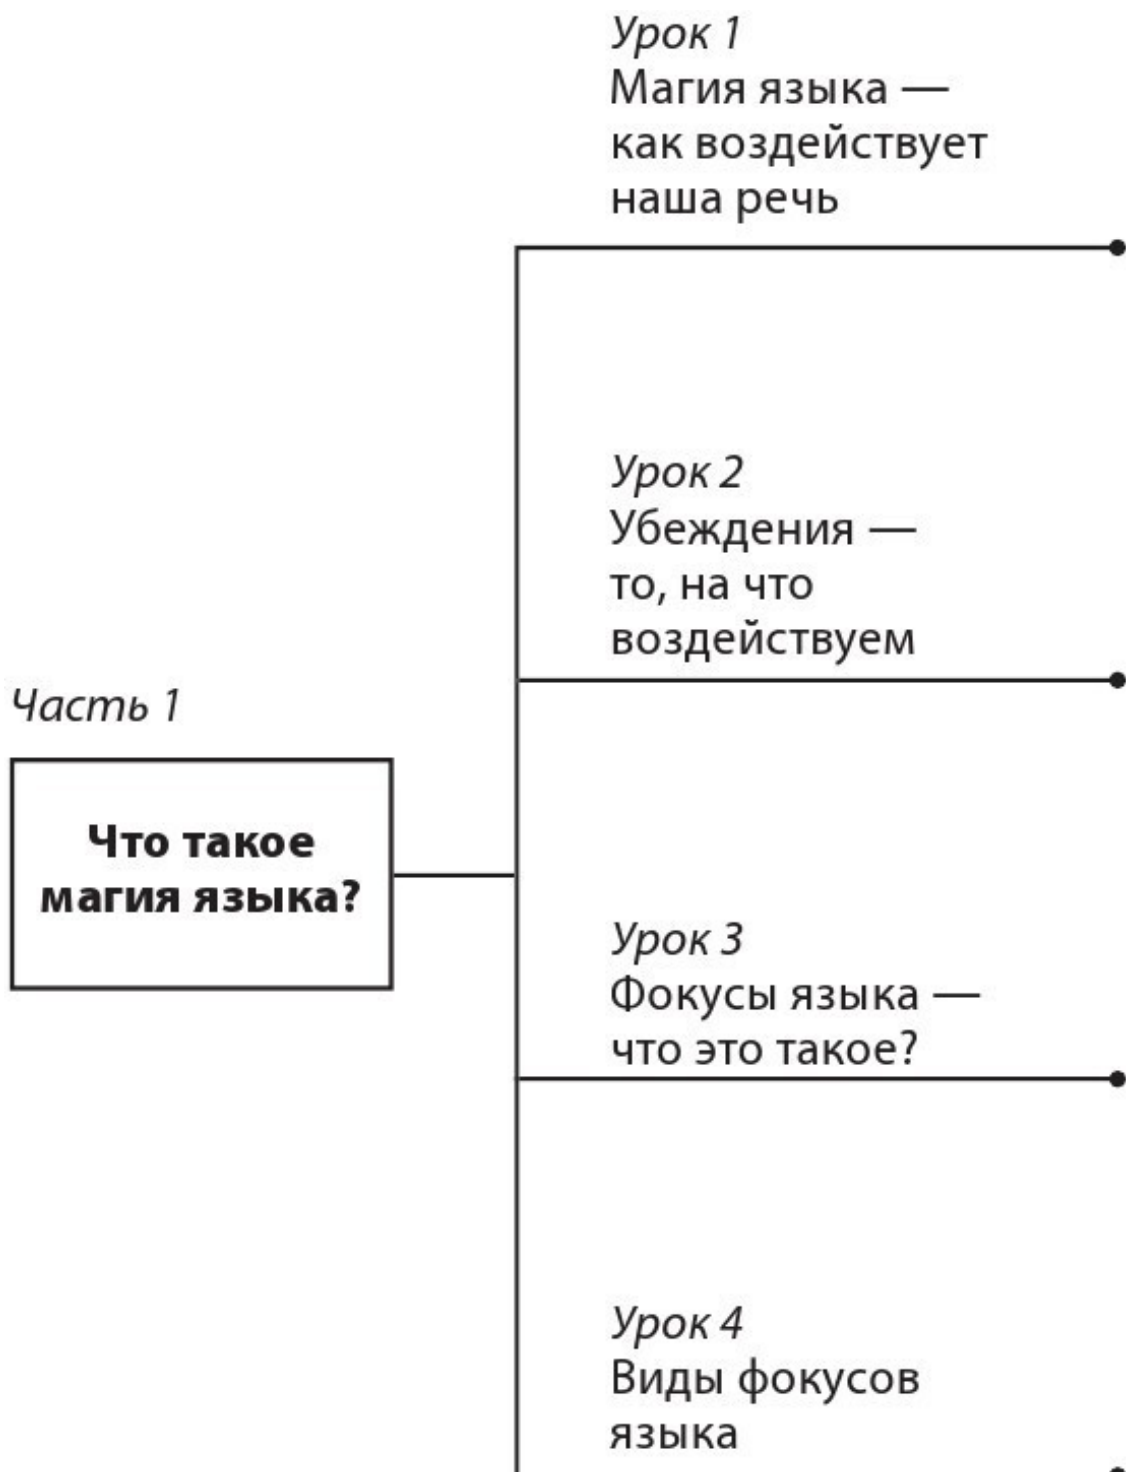 Урок 1
Магия языка —
как воздействует
наша речь
Урок 2
Убеждения —
то, на что
воздействуем
Часть 1
Что такое
магия языка?
Урок 3
Фокусы языка —
что это такое?
Урок 4
Виды фокусов
языка